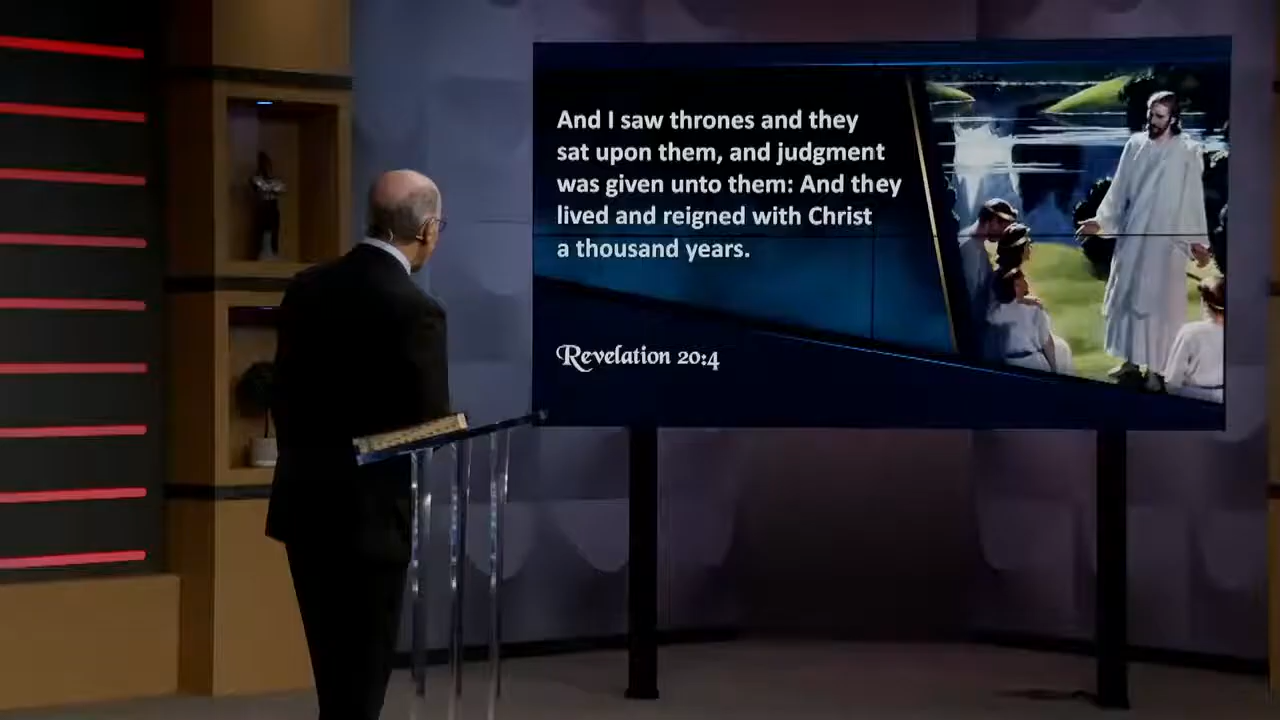 And I saw thrones and they
sat upon them, and judgment
was given unto them: And they
lived and reigned with Christ
a thousand years.
Revelation 20:4